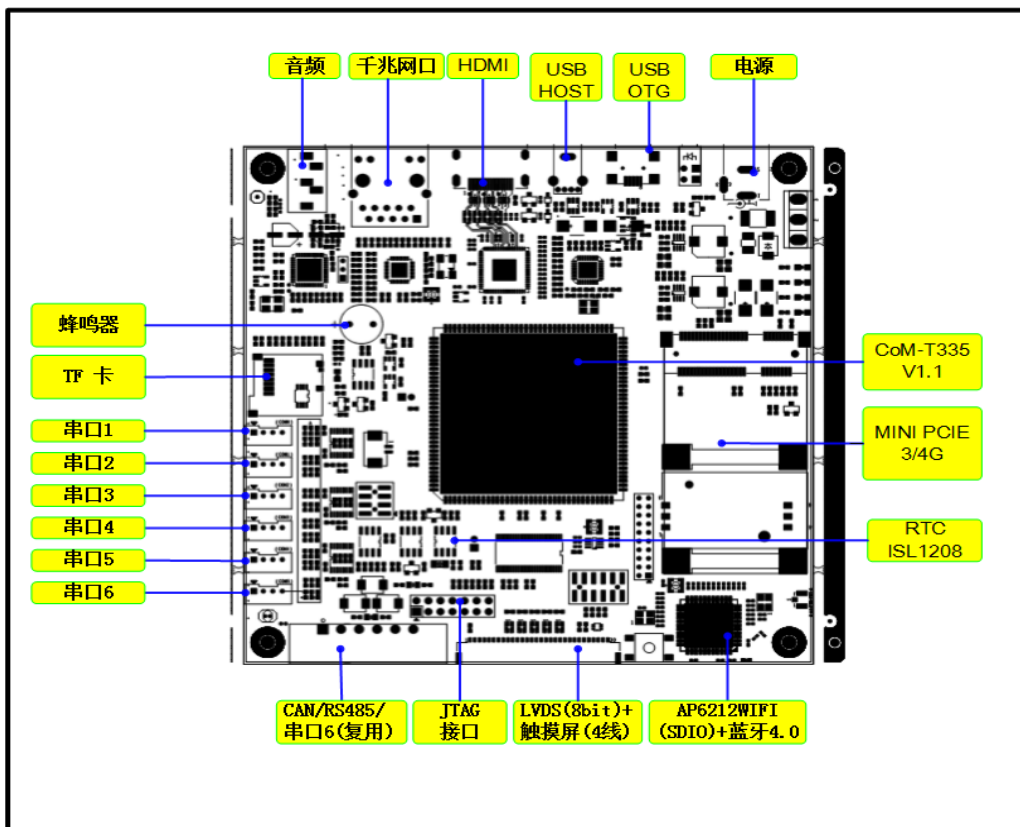 音频
千兆网口
HDMI
USB
HOST
USB
OTG
电源
蜂鸣器
TF 卡
串口1
串口2
串口3
串口4
串口5
串口6
CoM-T335
V1.1
MINI PCIE
3/4G
RTC
ISL1208
CAN/RS485/
串口6(复用)
JTAG
接口
LVDS(8bit)+
触摸屏(4线)
AP6212WIFI
(SDIO)+蓝牙4.0